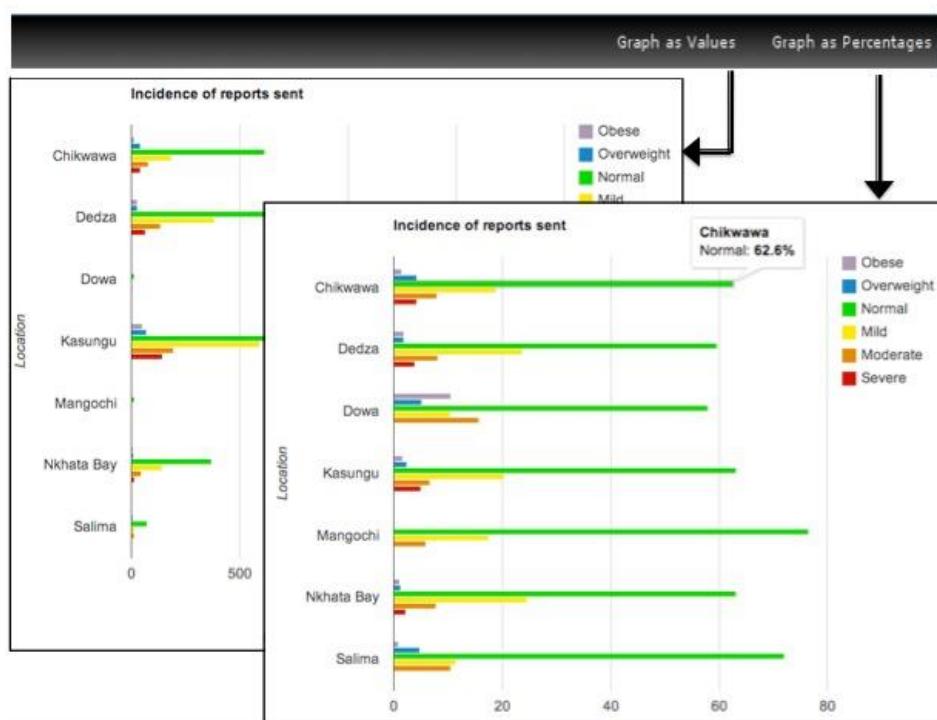 Graph as Values Graph as Percentages
Incidence of reports sent
Chikwawa
Dedza
Dowa
Kasungu
Mangochi
Nkhata Bay
Salima
Location
0 500
Obese
Overweight
Normal
Mild
Incidence of reports sent
Chikwawa
Normal: 62.6%
Chikwawa
Dedza
Dowa
Kasungu
Mangochi
Nkhata Bay
Salima
Location
0 20 40 60 80
Obese
Overweight
Normal
Mild
Moderate
Severe